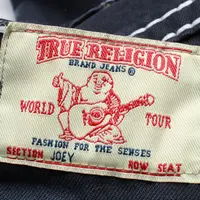 TRUE RELIGION
BRAND JEANS®
WORLD TOUR
FASHION FOR THE SENSES
SECTION JOEY ROW SEAT